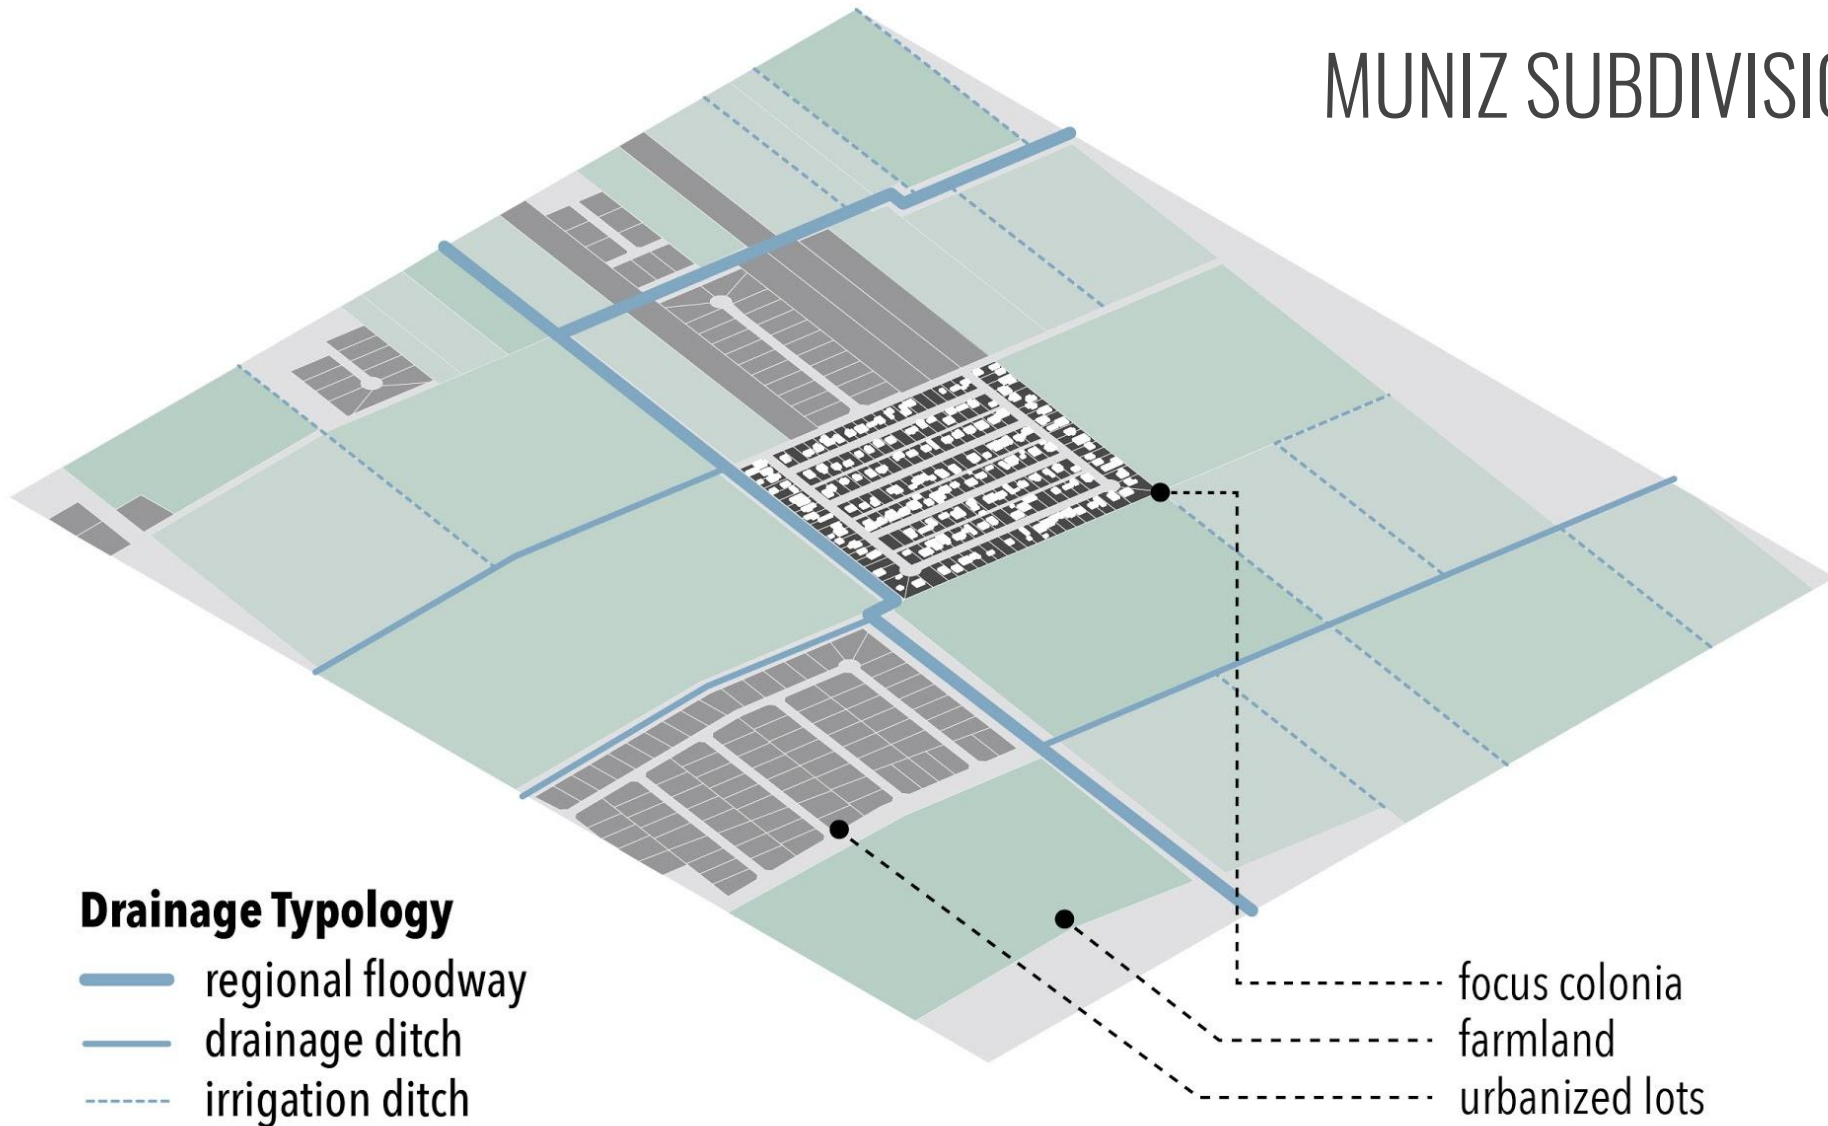 MUNIZ SUBDIVISIO
Drainage Typology
regional floodway
drainage ditch
irrigation ditch
focus colonia
farmland
urbanized lots